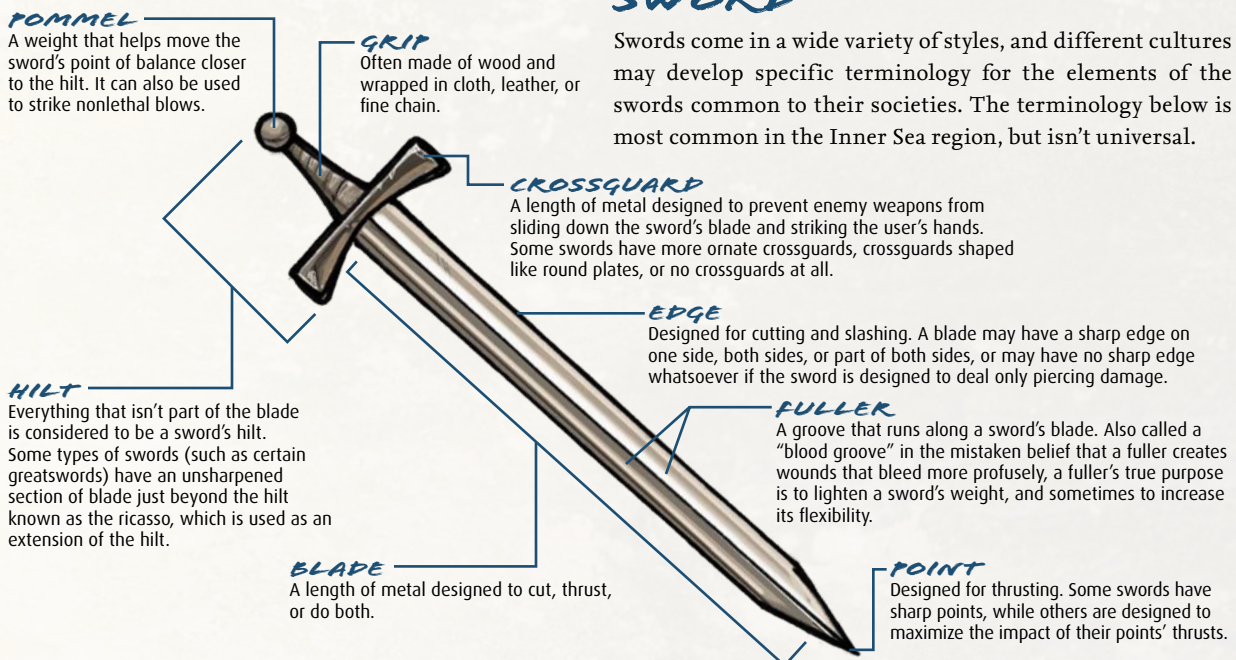 SWORD
Swords come in a wide variety of styles, and different cultures
may develop specific terminology for the elements of the
swords common to their societies. The terminology below is
most common in the Inner Sea region, but isn't universal.
POMMEL
A weight that helps move the
sword's point of balance closer
to the hilt. It can also be used
to strike nonlethal blows.
GRIP
Often made of wood and
wrapped in cloth, leather, or
fine chain.
CROSSGUARD
A length of metal designed to prevent enemy weapons from
sliding down the sword's blade and striking the user's hands.
Some swords have more ornate crossguards, crossguards shaped
like round plates, or no crossguards at all.
EDGE
Designed for cutting and slashing. A blade may have a sharp edge on
one side, both sides, or part of both sides, or may have no sharp edge
whatsoever if the sword is designed to deal only piercing damage.
HILT
Everything that isn't part of the blade
is considered to be a sword's hilt.
Some types of swords (such as certain
greatswords) have an unsharpened
section of blade just beyond the hilt
known as the ricasso, which is used as an
extension of the hilt.
FULLER
A groove that runs along a sword's blade. Also called a
"blood groove" in the mistaken belief that a fuller creates
wounds that bleed more profusely, a fuller's true purpose
is to lighten a sword's weight, and sometimes to increase
its flexibility.
BLADE
A length of metal designed to cut, thrust,
or do both.
POINT
Designed for thrusting. Some swords have
sharp points, while others are designed to
maximize the impact of their points' thrusts.